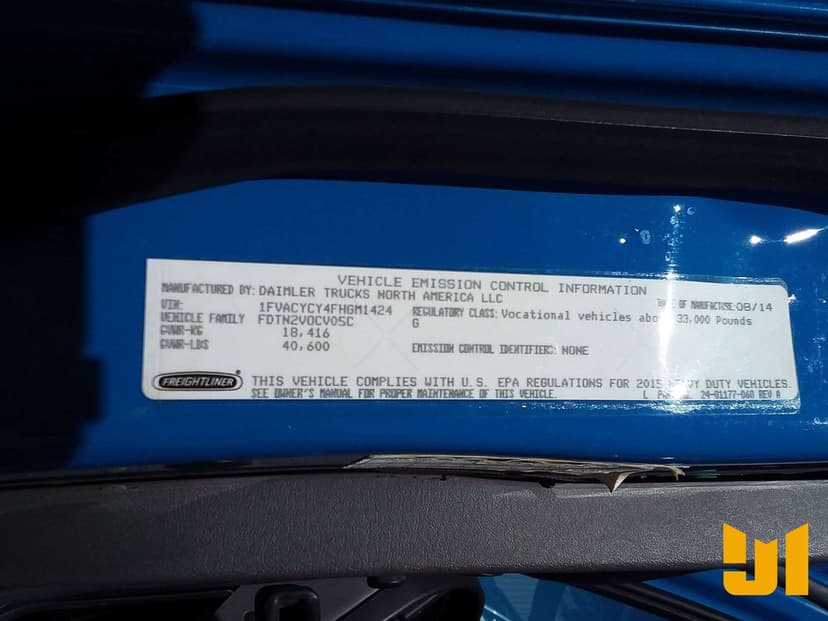 VEHICLE EMISSION CONTROL INFORMATION
MANUFACTURED BY: DAIMLER TRUCKS NORTH AMERICA LLC
DATE OF MANUFACTURE: 08/14
VIN: 1FVACYCY4FHGM1424
REGULATORY CLASS: Vocational vehicles above 33,000 Pounds
VEHICLE FAMILY FDTN2VOCV05C
G
GVWR-KG 18,416
GVWR-LBS 40,600
EMISSION CONTROL IDENTIFIERS: NONE
FREIGHTLINER
THIS VEHICLE COMPLIES WITH U.S. EPA REGULATIONS FOR 2015 HEAVY DUTY VEHICLES.
SEE OWNER'S MANUAL FOR PROPER MAINTENANCE OF THIS VEHICLE.
24-01177-060 REV A